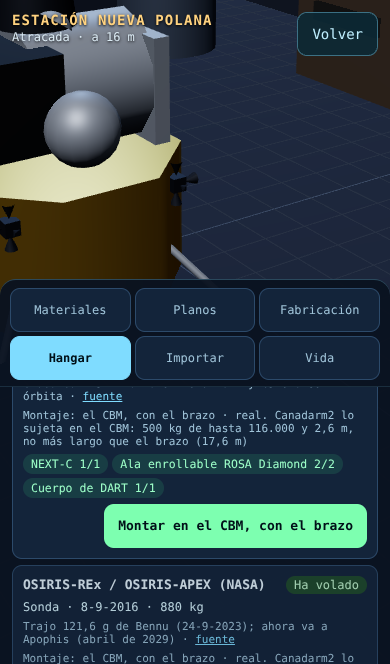 ESTACIÓN NUEVA POLANA
Atracada · a 16 m
Volver
Materiales
Planos
Fabricación
Hangar
Importar
Vida
órbita · fuente
Montaje: el CBM, con el brazo · real. Canadarm2 lo
sujeta en el CBM: 500 kg de hasta 116.000 y 2,6 m,
no más largo que el brazo (17,6 m)
NEXT-C 1/1
Ala enrollable ROSA Diamond 2/2
Cuerpo de DART 1/1
Montar en el CBM, con el brazo
OSIRIS-REx / OSIRIS-APEX (NASA)
Ha volado
Sonda · 8-9-2016 · 880 kg
Trajo 121,6 g de Bennu (24-9-2023); ahora va a
Apophis (abril de 2029) · fuente
Montaje: el CBM, con el brazo · real. Canadarm2 lo